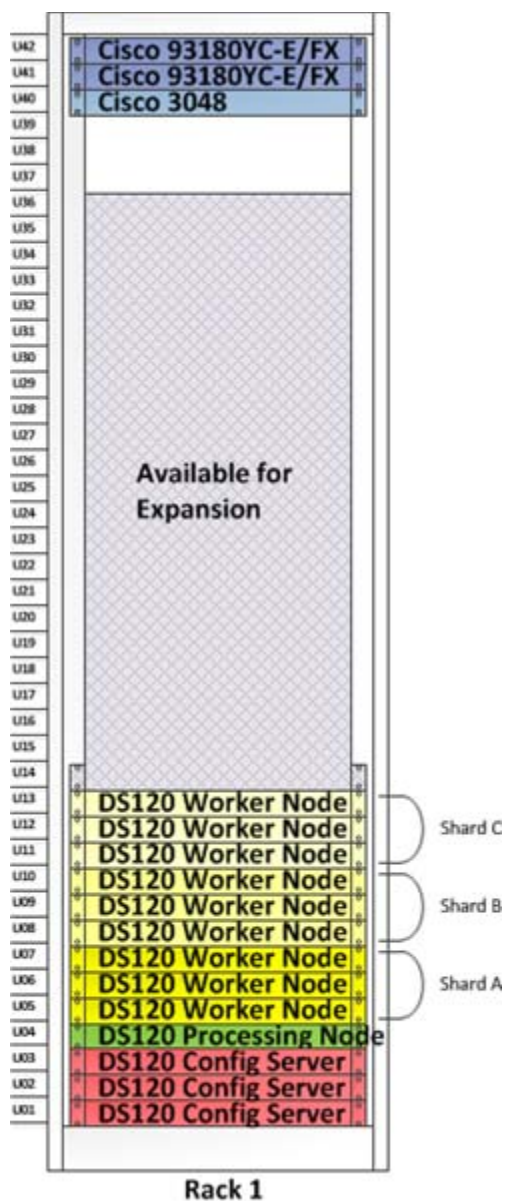 U42 Cisco 93180YC-E/FX
U41 Cisco 93180YC-E/FX
U40 Cisco 3048
U39
U38
U37
U36
U35
U34
U33
U32
U31
U30
U29
U28
U27
U26 Available for
U25 Expansion
U24
U23
U22
U21
U20
U19
U18
U17
U16
U15
U14
U13 DS120 Worker Node
U12 DS120 Worker Node Shard C
U11 DS120 Worker Node
U10 DS120 Worker Node
U09 DS120 Worker Node Shard B
U08 DS120 Worker Node
U07 DS120 Worker Node
U06 DS120 Worker Node Shard A
U05 DS120 Worker Node
U04 DS120 Processing Node
U03 DS120 Config Server
U02 DS120 Config Server
U01 DS120 Config Server
Rack 1